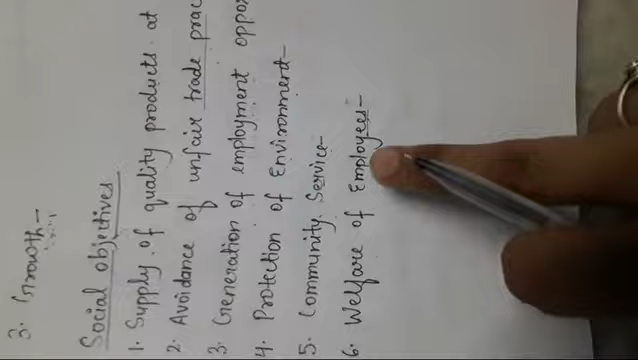 3. Growth-
Social objectives
1. Supply of quality products at
2. Avoidance of unfair trade prac
3. Generation of employment oppo
4. Protection of Environment-
5. Community Service-
6. Welfare of Employees-